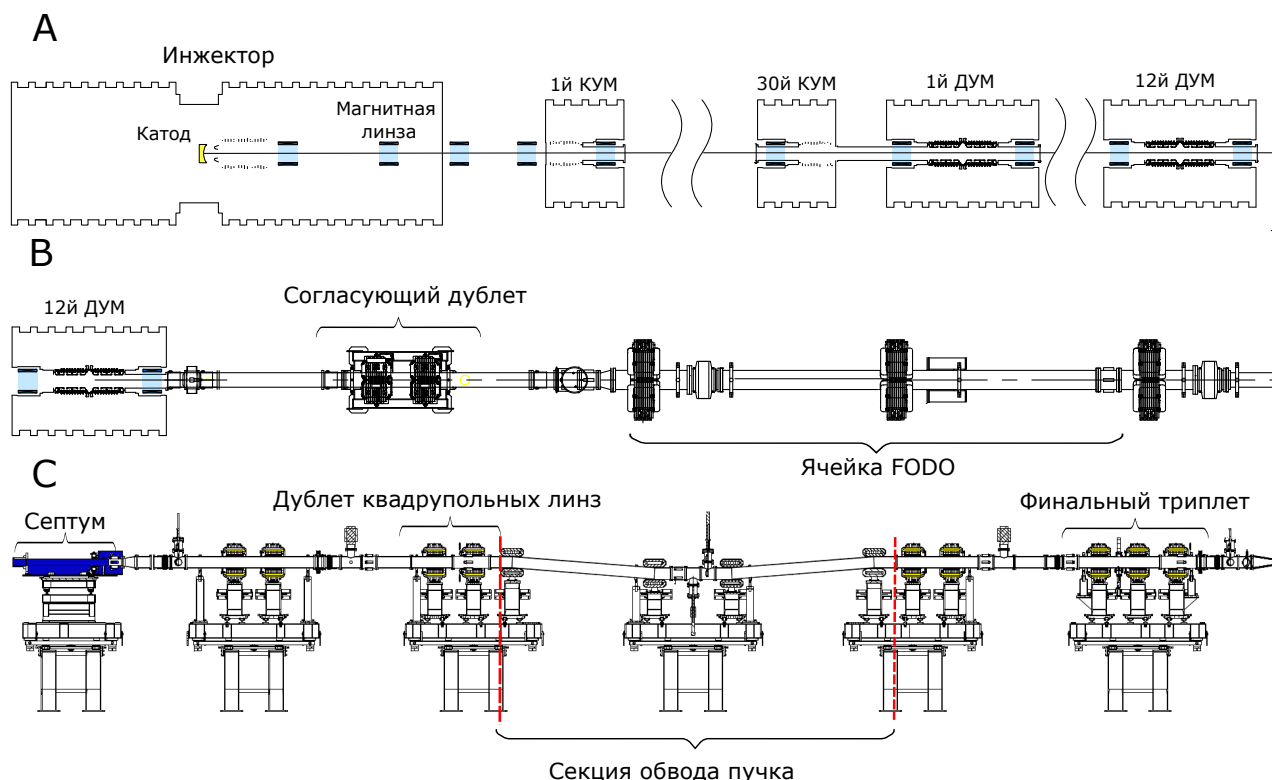 A
Инжектор
1й КУМ
30й КУМ
1й ДУМ
12й ДУМ
Магнитная
линза
Катод
B
12й ДУМ
Согласующий дублет
Ячейка FODO
C
Септум
Дублет квадрупольных линз
Финальный триплет
Секция обвода пучка